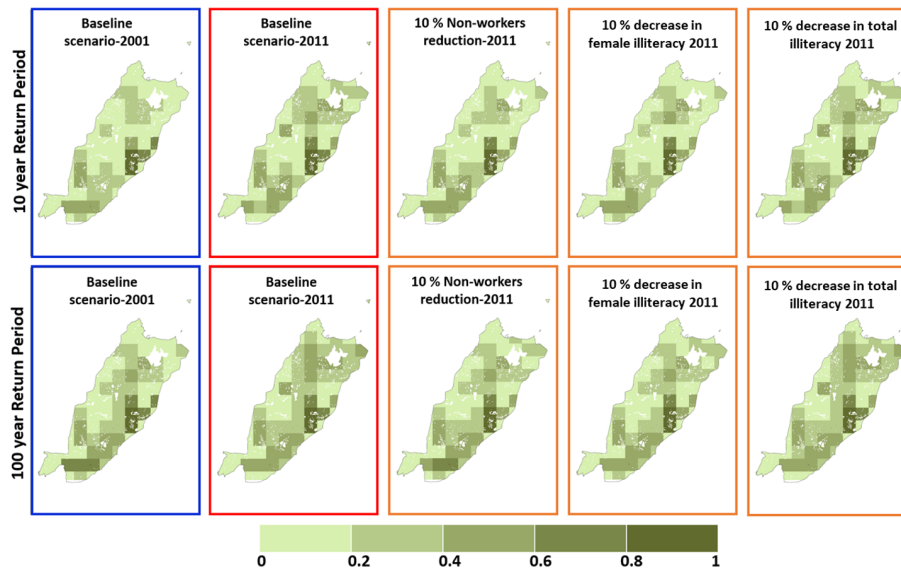 Baseline
scenario-2001
Baseline
scenario-2011
10 % Non-workers
reduction-2011
10 % decrease in
female illiteracy 2011
10 % decrease in total
illiteracy 2011
10 year Return Period
Baseline
scenario-2001
Baseline
scenario-2011
10 % Non-workers
reduction-2011
10 % decrease in
female illiteracy 2011
10 % decrease in total
illiteracy 2011
100 year Return Period
0 0.2 0.4 0.6 0.8 1